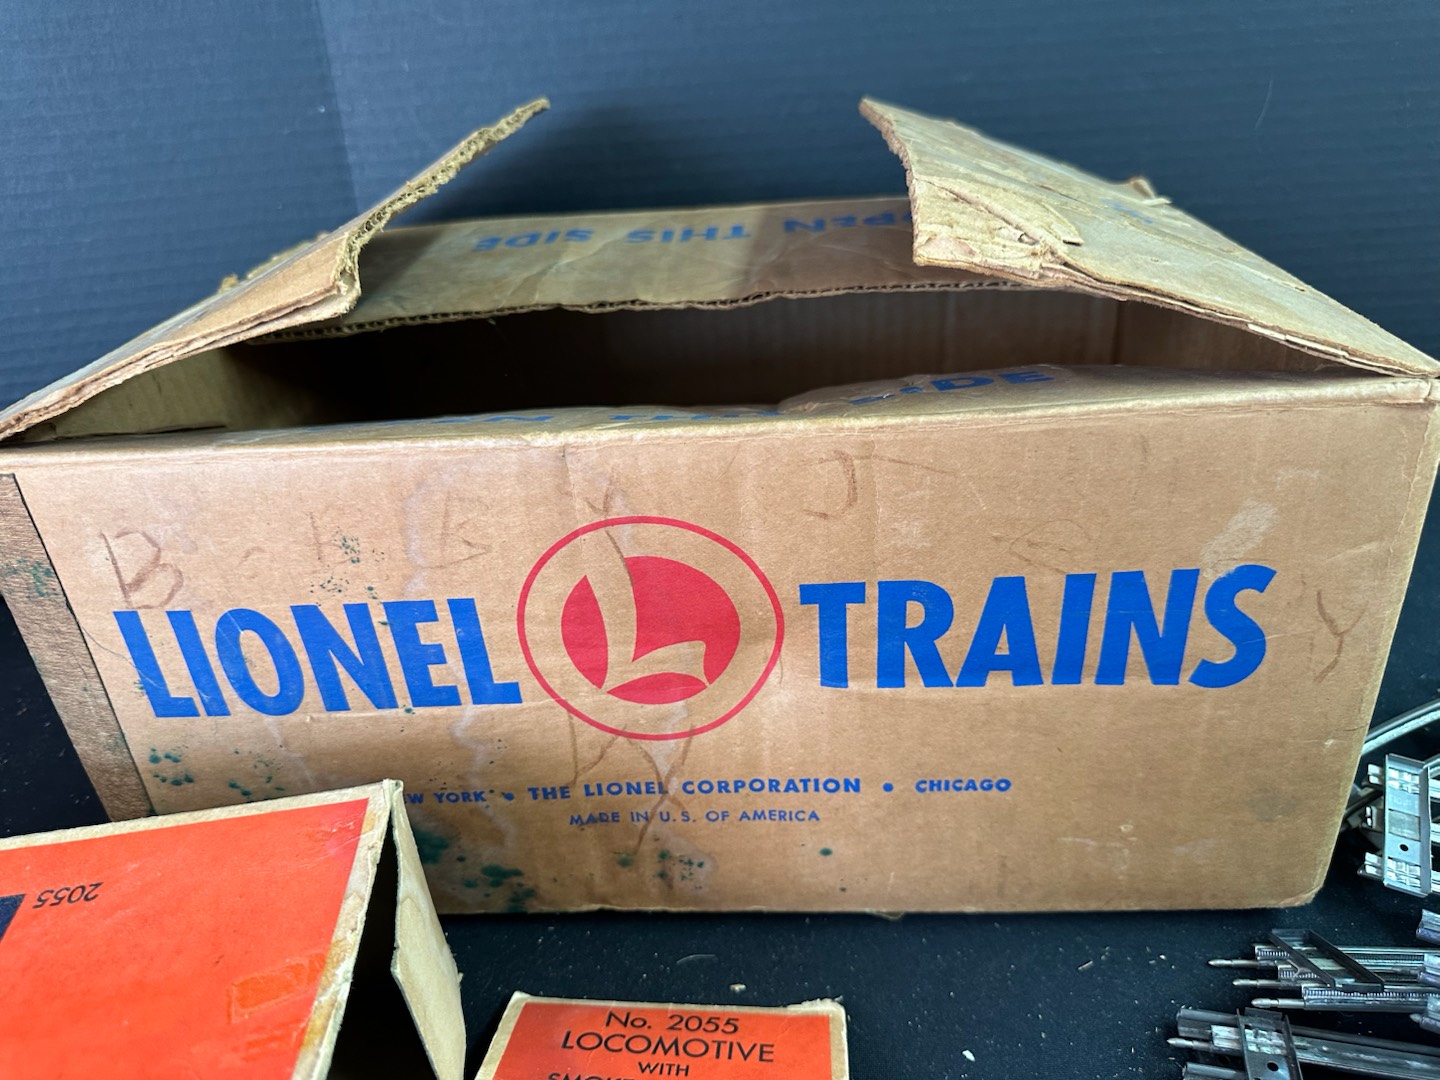 OPEN THIS SIDE
SIDE
LIONEL L TRAINS
YORK • THE LIONEL CORPORATION • CHICAGO
MADE IN U.S. OF AMERICA
2055
No. 2055
LOCOMOTIVE
WITH